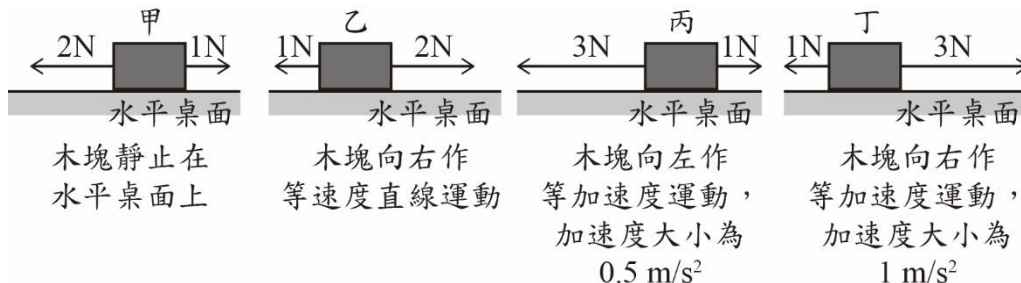 甲
2N 1N
水平桌面
木塊靜止在
水平桌面上
乙
1N 2N
水平桌面
木塊向右作
等速度直線運動
丙
3N 1N
水平桌面
木塊向左作
等加速度運動，
加速度大小為
0.5 m/s²
丁
1N 3N
水平桌面
木塊向右作
等加速度運動，
加速度大小為
1 m/s²